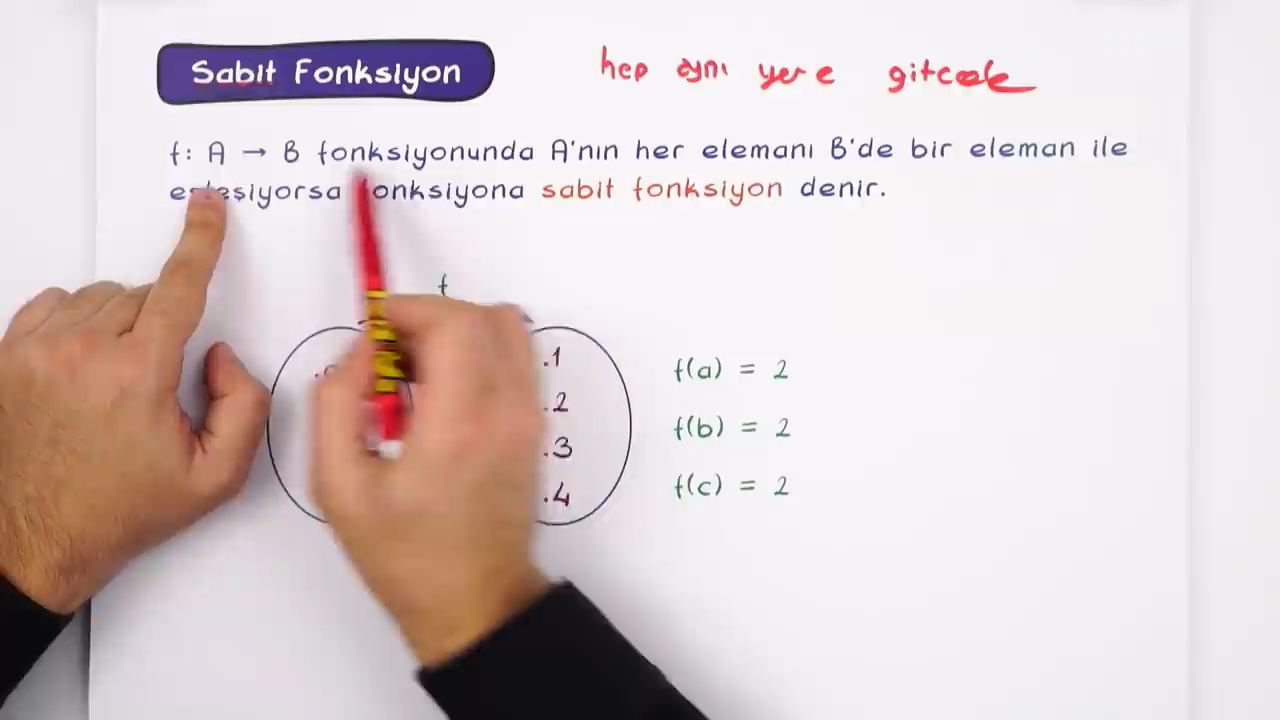 Sabit Fonksiyon
hep aynı yere gitcek
f: A → B fonksiyonunda A'nın her elemanı B'de bir eleman ile
eşleşiyorsa fonksiyona sabit fonksiyon denir.
f
.1
.2
.3
.4
f(a) = 2
f(b) = 2
f(c) = 2